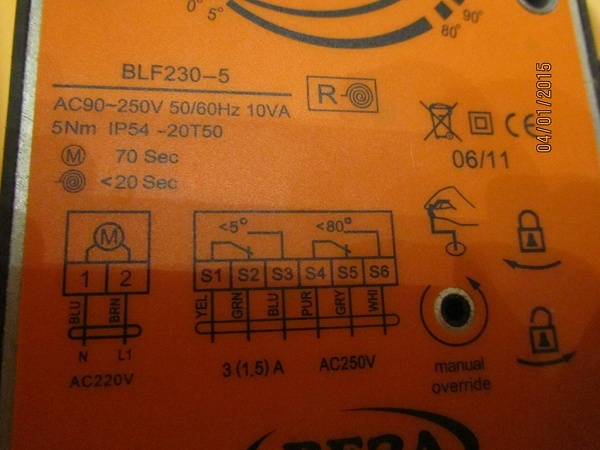 0° 5°
80° 90°
BLF230-5
R
AC90~250V 50/60Hz 10VA
5Nm IP54 -20T50
M 70 Sec
<20 Sec
CE
06/11
04/01/2015
M
1 2
BLU BRN
N L1
AC220V
<5° <80°
S1 S2 S3 S4 S5 S6
YEL GRN BLU PUR GRY WHI
3 (1,5) A AC250V
manual
override